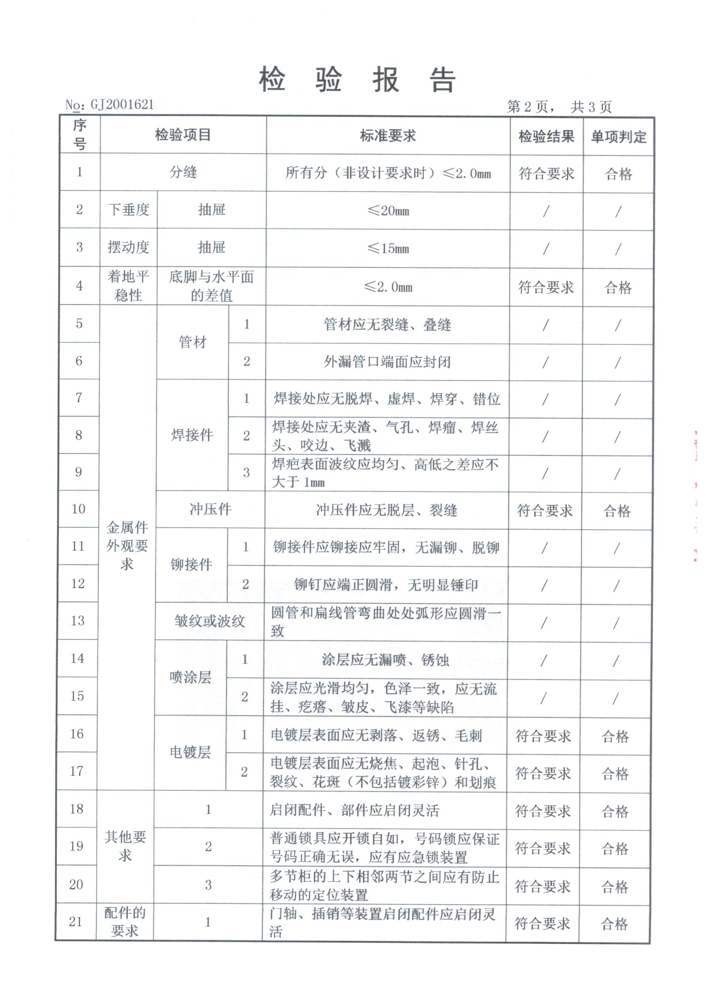 检验报告
No: GJ2001621
第2页， 共3页
序号 检验项目 标准要求 检验结果 单项判定
1 分缝 所有分（非设计要求时）≤2.0mm 符合要求 合格
2 下垂度 抽屉 ≤20mm / /
3 摆动度 抽屉 ≤15mm / /
4 着地平稳性 底脚与水平面的差值 ≤2.0mm 符合要求 合格
金属件外观要求
5 管材 1 管材应无裂缝、叠缝 / /
6 2 外漏管口端面应封闭 / /
7 焊接件 1 焊接处应无脱焊、虚焊、焊穿、错位 / /
8 2 焊接处应无夹渣、气孔、焊瘤、焊丝
头、咬边、飞溅 / /
9 3 焊疤表面波纹应均匀、高低之差应不
大于1mm / /
10 冲压件 冲压件应无脱层、裂缝 符合要求 合格
11 铆接件 1 铆接件应铆接应牢固，无漏铆、脱铆 / /
12 2 铆钉应端正圆滑，无明显锤印 / /
13 皱纹或波纹 圆管和扁线管弯曲处处弧形应圆滑一
致 / /
14 喷涂层 1 涂层应无漏喷、锈蚀 / /
15 2 涂层应光滑均匀，色泽一致，应无流
挂、疙瘩、皱皮、飞漆等缺陷 / /
16 电镀层 1 电镀层表面应无剥落、返锈、毛刺 符合要求 合格
17 2 电镀层表面应无烧焦、起泡、针孔、
裂纹、花斑（不包括镀彩锌）和划痕 符合要求 合格
其他要求
18 1 启闭配件、部件应启闭灵活 符合要求 合格
19 2 普通锁具应开锁自如，号码锁应保证
号码正确无误，应有应急锁装置 符合要求 合格
20 3 多节柜的上下相邻两节之间应有防止
移动的定位装置 符合要求 合格
21 配件的要求 1 门轴、插销等装置启闭配件应启闭灵
活 符合要求 合格